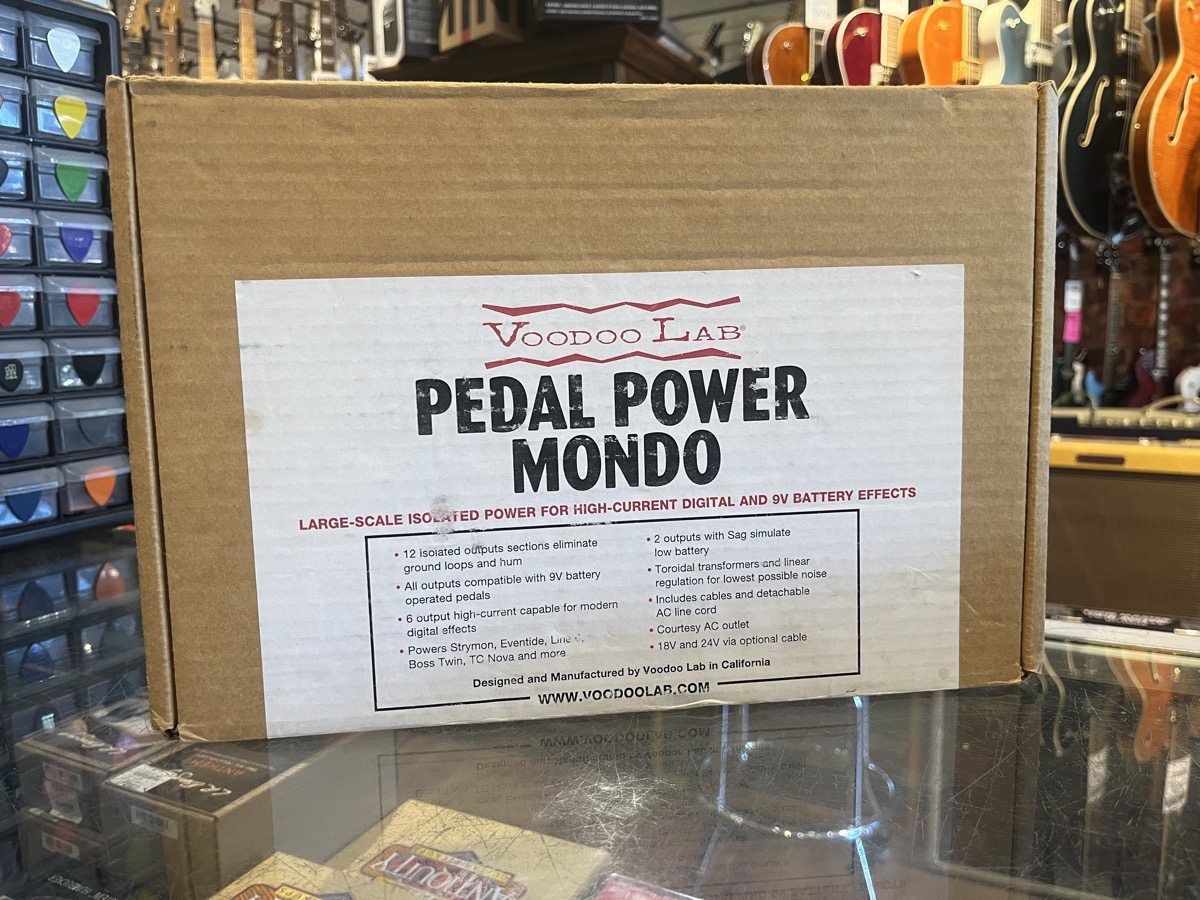 VOODOO LAB®
PEDAL POWER
MONDO
LARGE-SCALE ISOLATED POWER FOR HIGH-CURRENT DIGITAL AND 9V BATTERY EFFECTS
• 12 isolated outputs sections eliminate
ground loops and hum
• All outputs compatible with 9V battery
operated pedals
• 6 output high-current capable for modern
digital effects
• Powers Strymon, Eventide, Line 6,
Boss Twin, TC Nova and more
• 2 outputs with Sag simulate
low battery
• Toroidal transformers and linear
regulation for lowest possible noise
• Includes cables and detachable
AC line cord
• Courtesy AC outlet
• 18V and 24V via optional cable
Designed and Manufactured by Voodoo Lab in California
WWW.VOODOOLAB.COM
ANTIQUITY